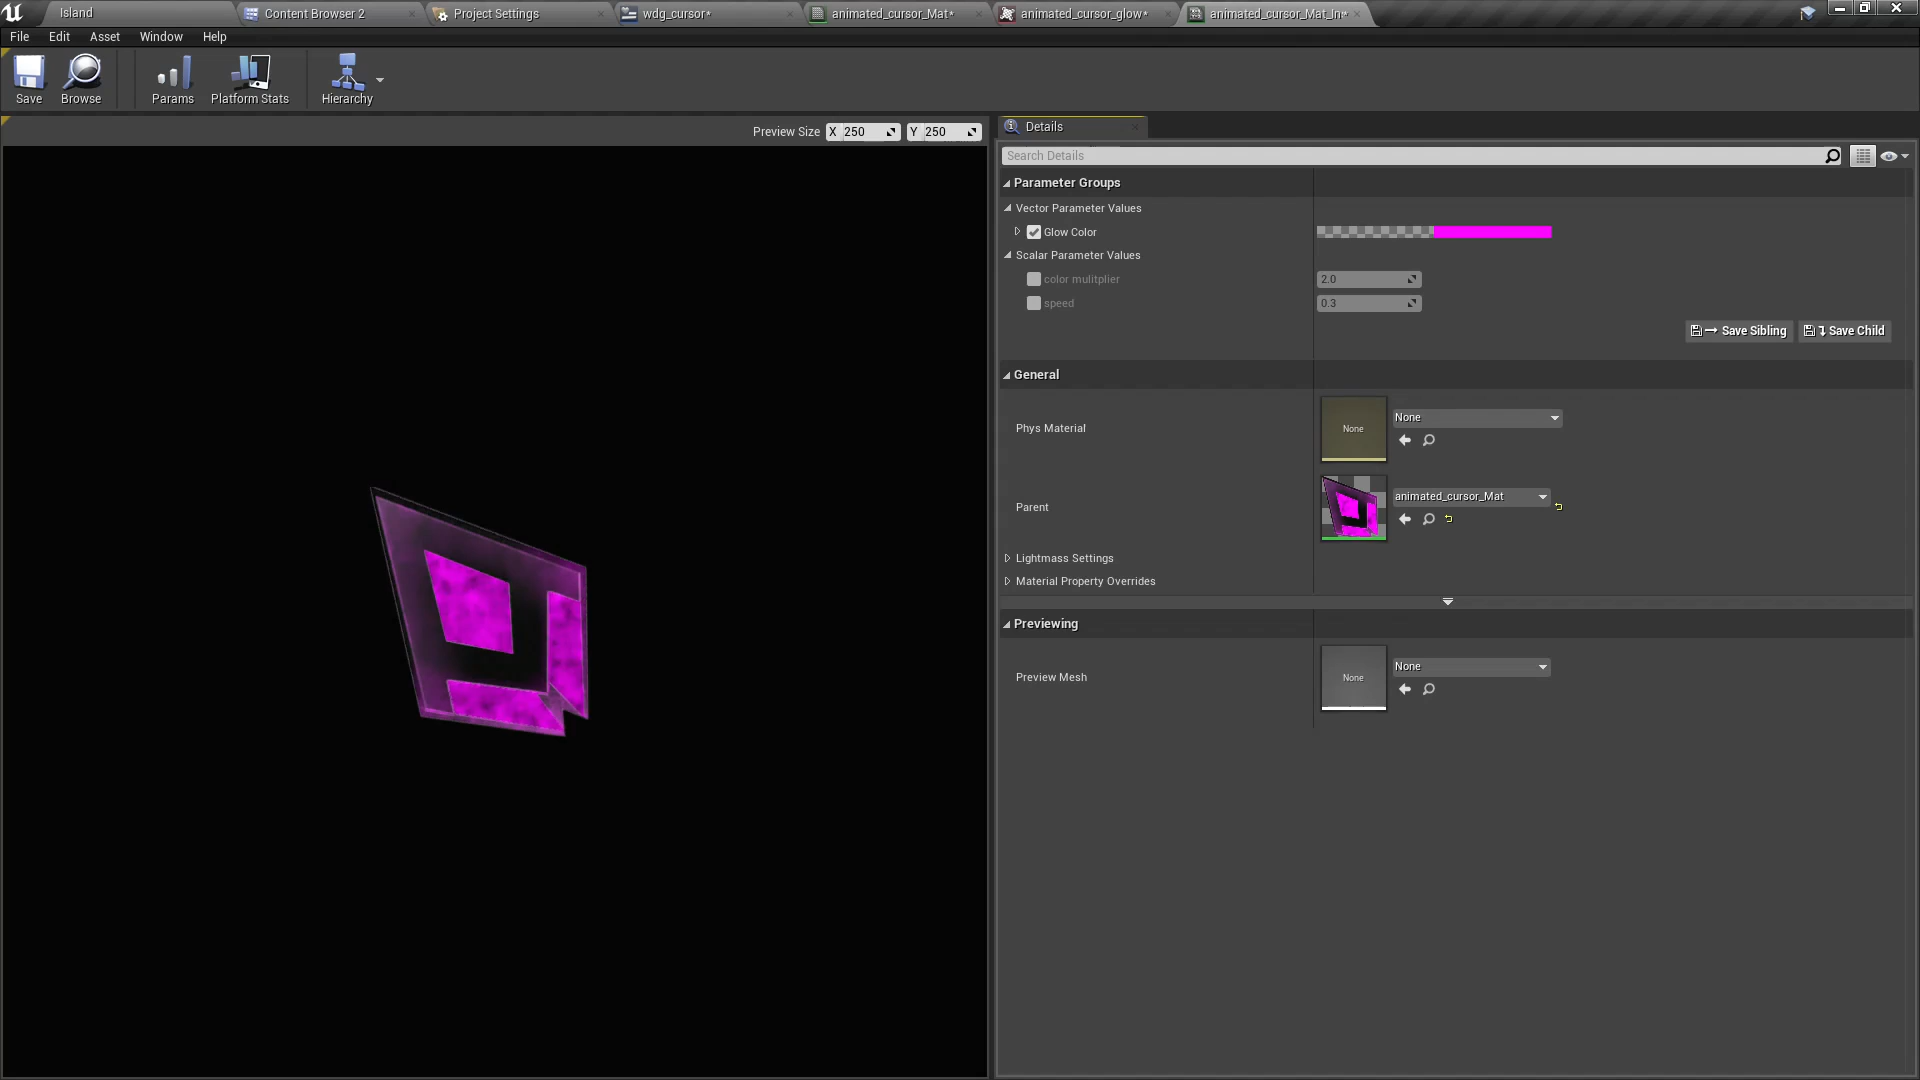 Island
Content Browser 2
Project Settings
wdg_cursor*
animated_cursor_Mat*
animated_cursor_glow*
animated_cursor_Mat_In*
File
Edit
Asset
Window
Help
Save
Browse
Params
Platform Stats
Hierarchy
Preview Size X 250 Y 250
Details
Search Details
Parameter Groups
Vector Parameter Values
Glow Color
Scalar Parameter Values
color mulitplier 2.0
speed 0.3
Save Sibling
Save Child
General
Phys Material
None
None
Parent
animated_cursor_Mat
Lightmass Settings
Material Property Overrides
Previewing
Preview Mesh
None
None